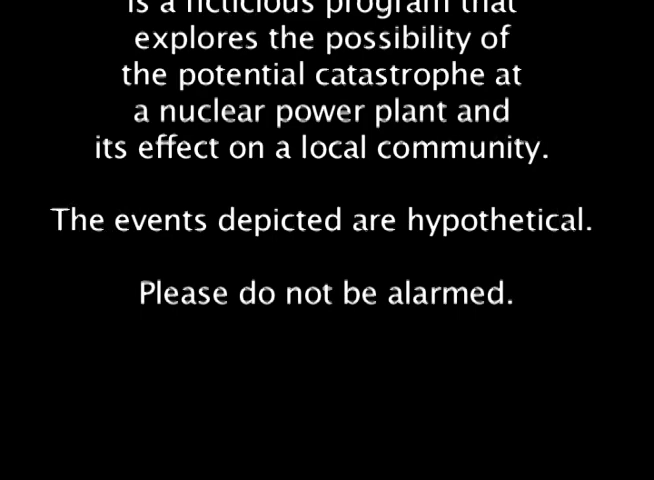 is a ficticious program that
explores the possibility of
the potential catastrophe at
a nuclear power plant and
its effect on a local community.
The events depicted are hypothetical.
Please do not be alarmed.